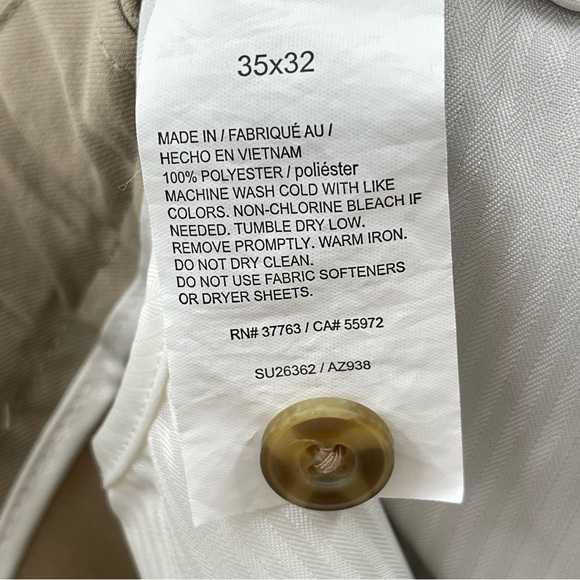 35x32
MADE IN / FABRIQUÉ AU /
HECHO EN VIETNAM
100% POLYESTER / poliéster
MACHINE WASH COLD WITH LIKE
COLORS. NON-CHLORINE BLEACH IF
NEEDED. TUMBLE DRY LOW.
REMOVE PROMPTLY. WARM IRON.
DO NOT DRY CLEAN.
DO NOT USE FABRIC SOFTENERS
OR DRYER SHEETS.
RN# 37763 / CA# 55972
SU26362 / AZ938